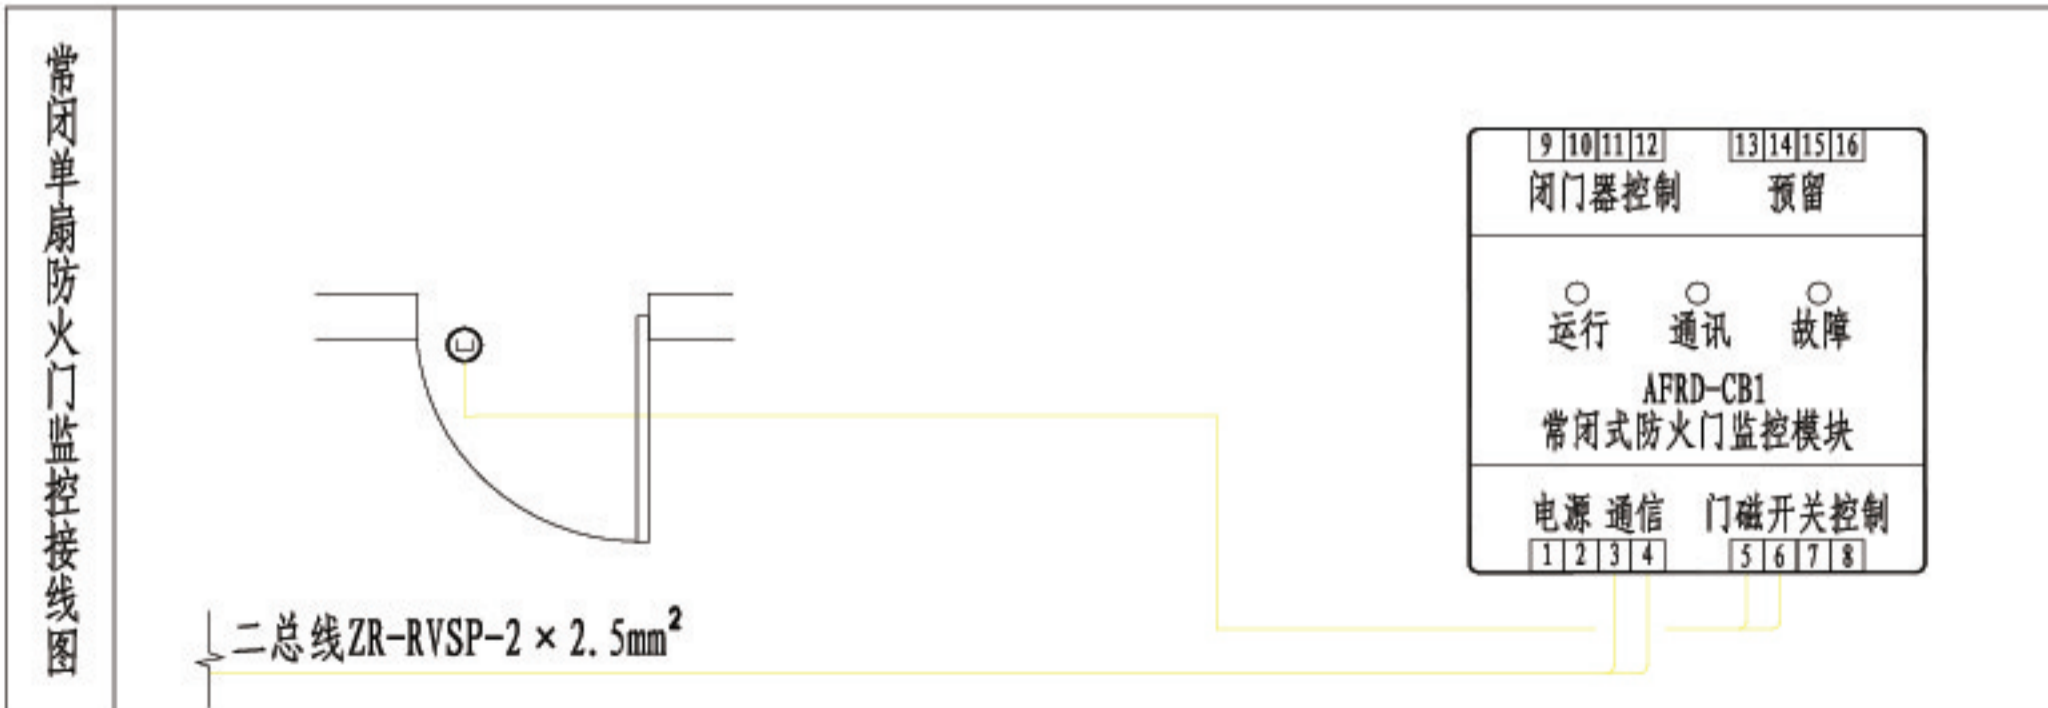 常闭单扇防火门监控接线图
9 10 11 12 13 14 15 16
闭门器控制 预留
运行 通讯 故障
AFRD-CB1
常闭式防火门监控模块
电源 通信 门磁开关控制
1 2 3 4 5 6 7 8
二总线ZR-RVSP-2×2.5mm²